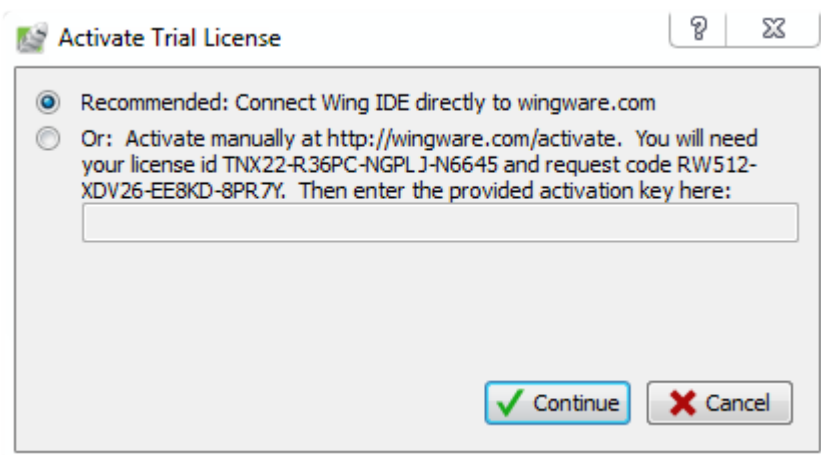 Activate Trial License
Recommended: Connect Wing IDE directly to wingware.com
Or: Activate manually at http://wingware.com/activate. You will need
your license id TNX22-R36PC-NGPLJ-N6645 and request code RW512-
XDV26-EE8KD-8PR7Y. Then enter the provided activation key here:
Continue
Cancel